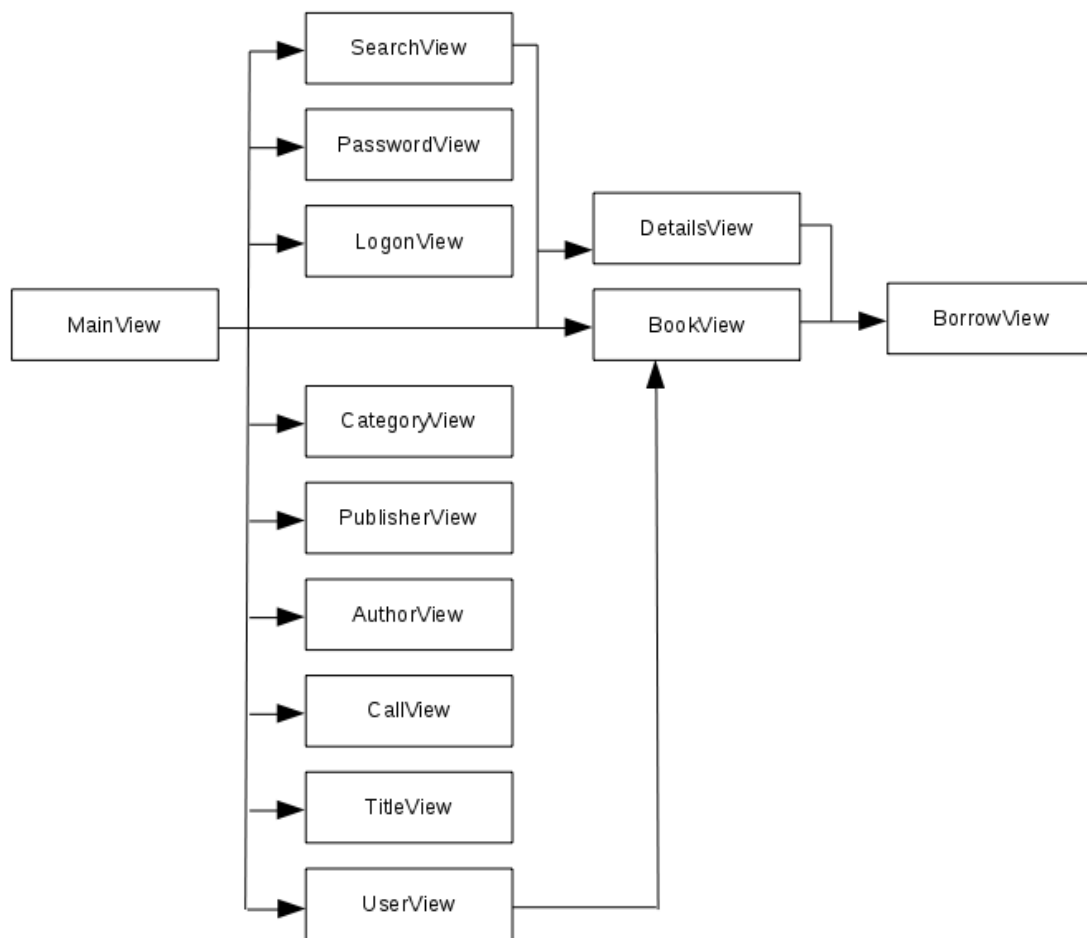 SearchView
PasswordView
LogonView
DetailsView
MainView
BookView
BorrowView
CategoryView
PublisherView
AuthorView
CallView
TitleView
UserView